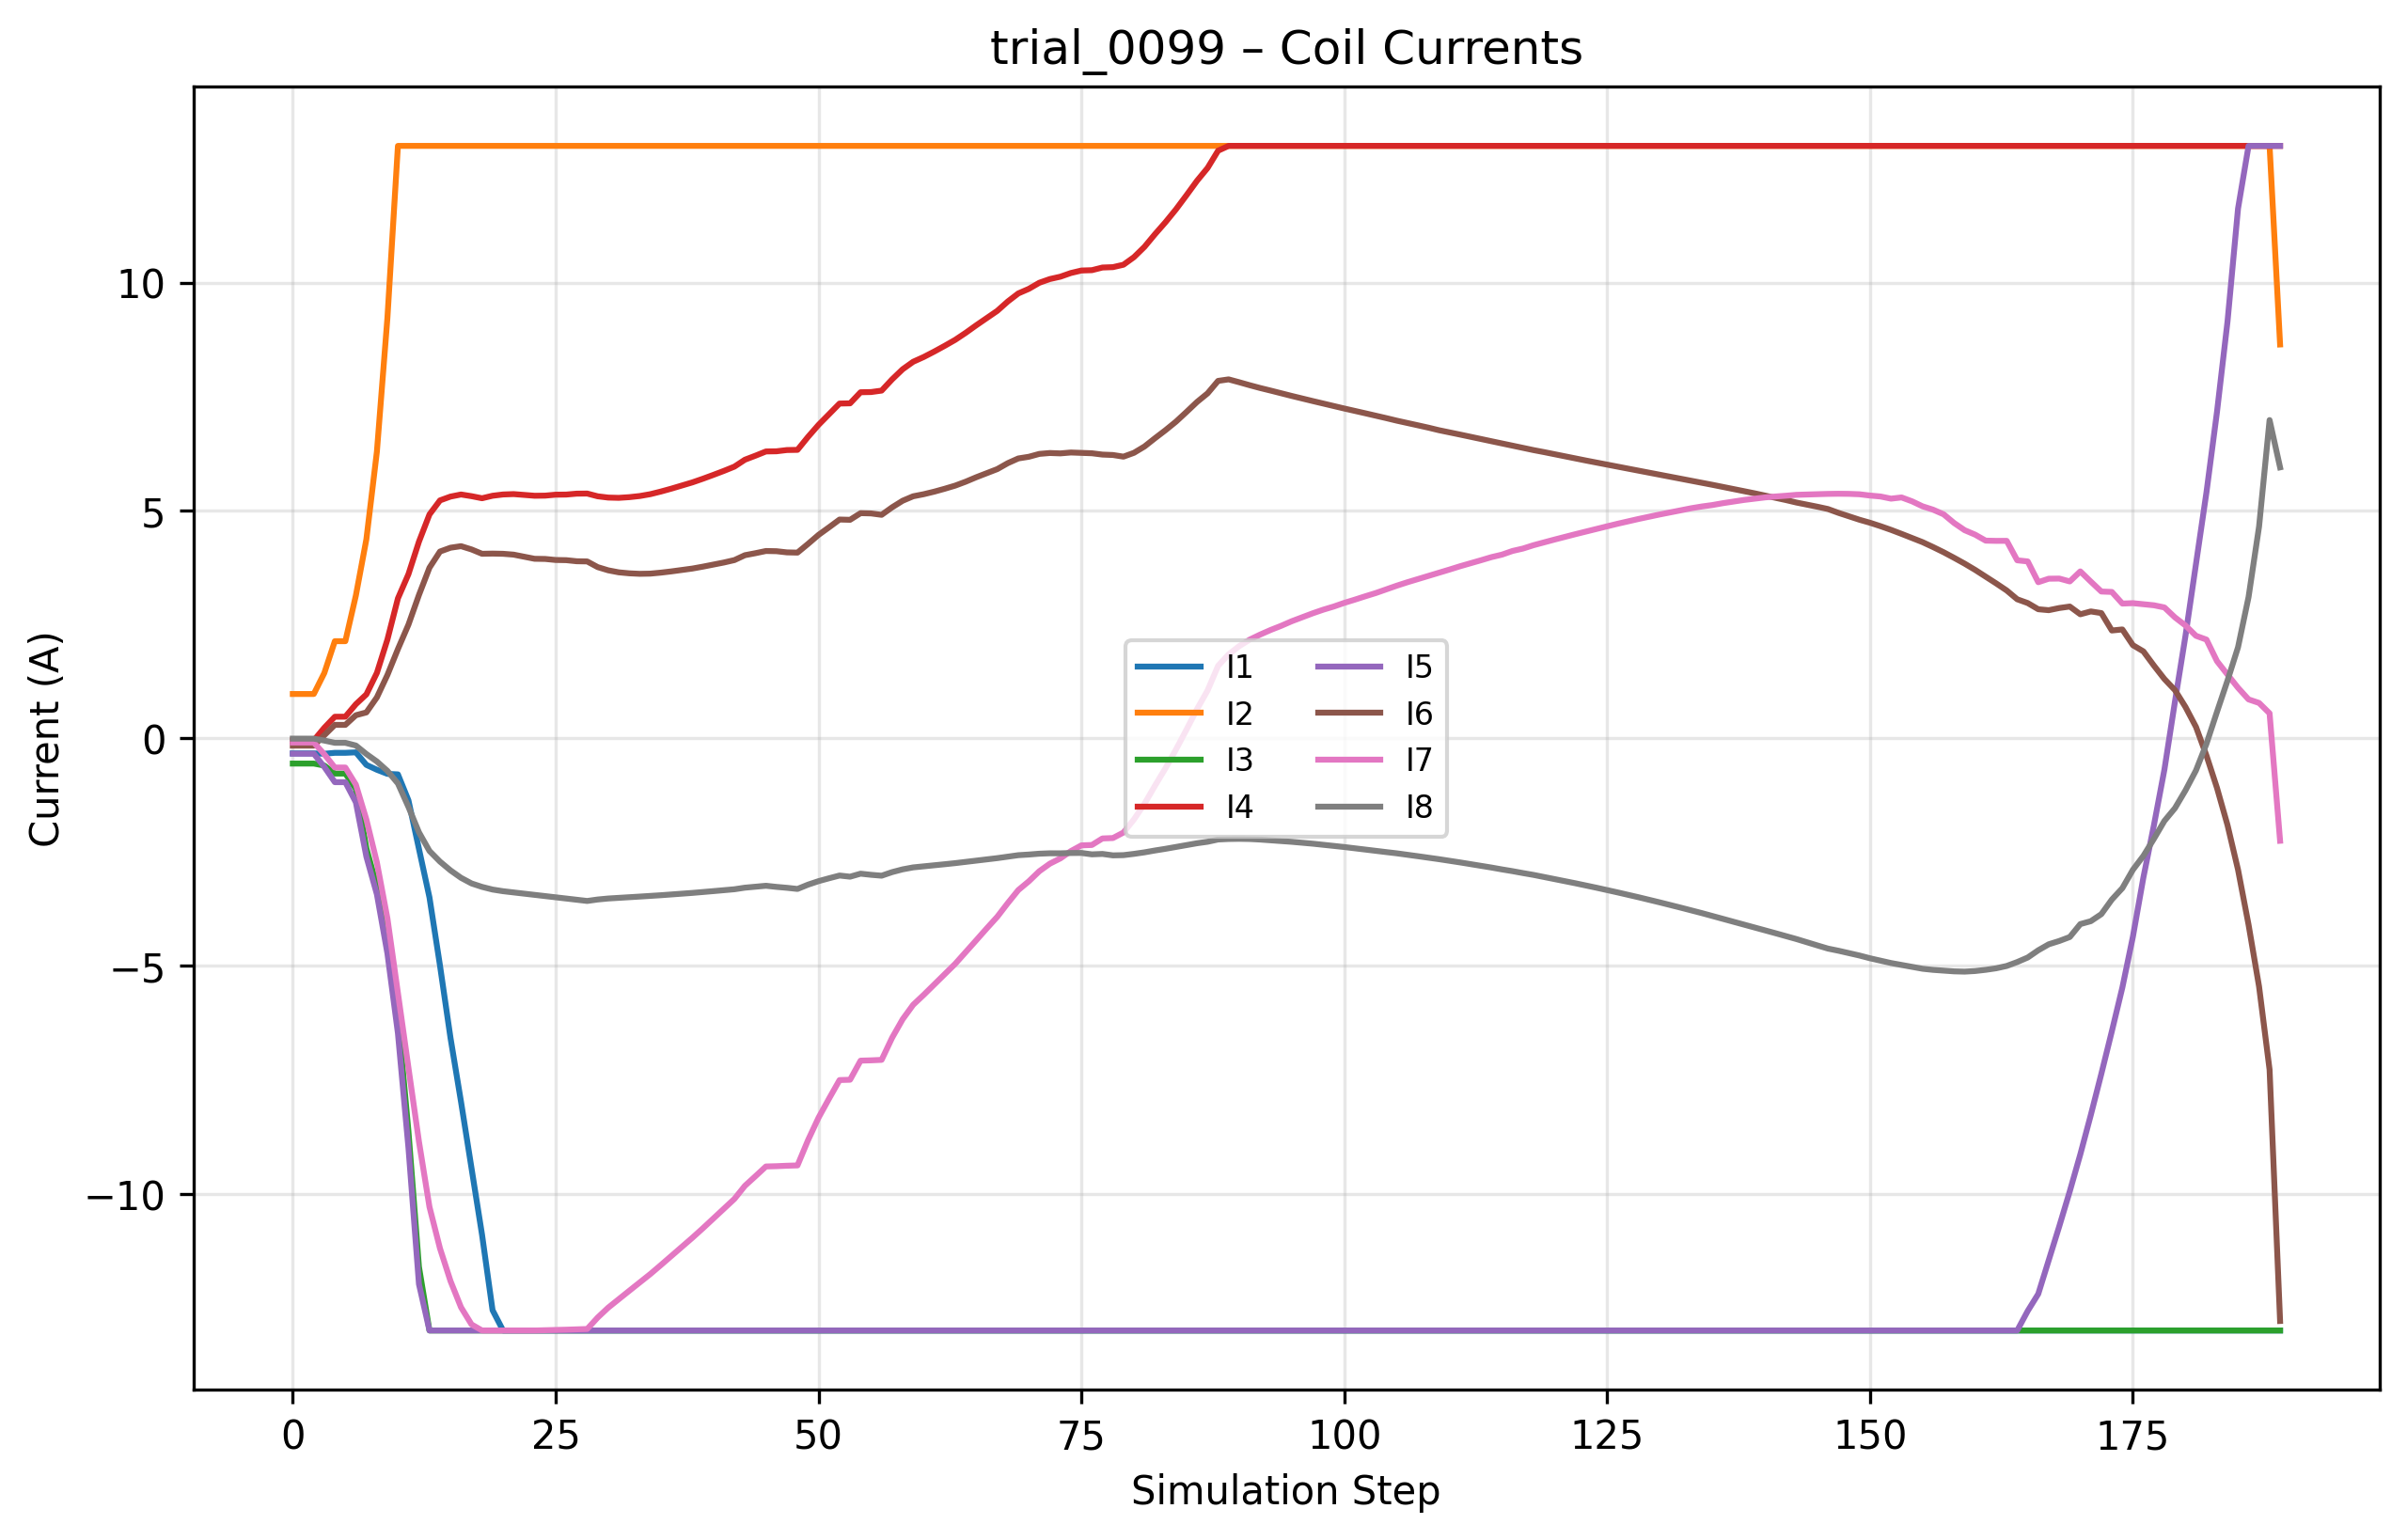 trial_0099 – Coil Currents
Current (A)
10
5
0
−5
−10
I1
I2
I3
I4
I5
I6
I7
I8
0 25 50 75 100 125 150 175
Simulation Step